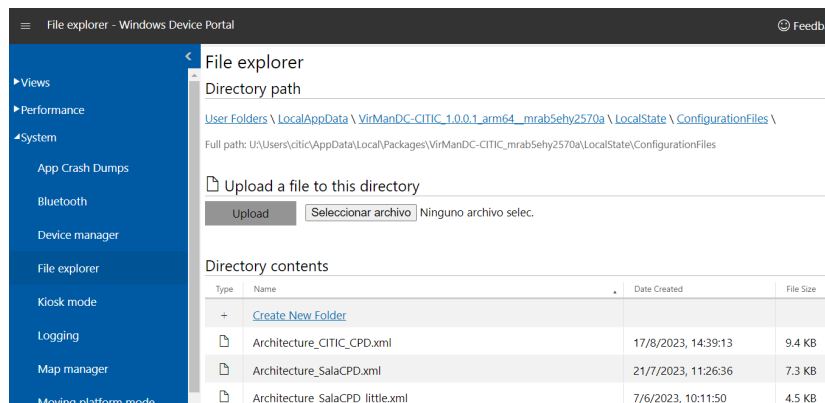 ≡ File explorer - Windows Device Portal
Feedb
Views
Performance
System
App Crash Dumps
Bluetooth
Device manager
File explorer
Kiosk mode
Logging
Map manager
Moving platform mode
File explorer
Directory path
User Folders \ LocalAppData \ VirManDC-CITIC_1.0.0.1_arm64__mrab5ehy2570a \ LocalState \ ConfigurationFiles \
Full path: U:\Users\citic\AppData\Local\Packages\VirManDC-CITIC_mrab5ehy2570a\LocalState\ConfigurationFiles
Upload a file to this directory
Upload Seleccionar archivo Ninguno archivo selec.
Directory contents
Type Name Date Created File Size
+ Create New Folder
Architecture_CITIC_CPD.xml 17/8/2023, 14:39:13 9.4 KB
Architecture_SalaCPD.xml 21/7/2023, 11:26:36 7.3 KB
Architecture_SalaCPD_little.xml 7/6/2023, 10:11:50 4.5 KB